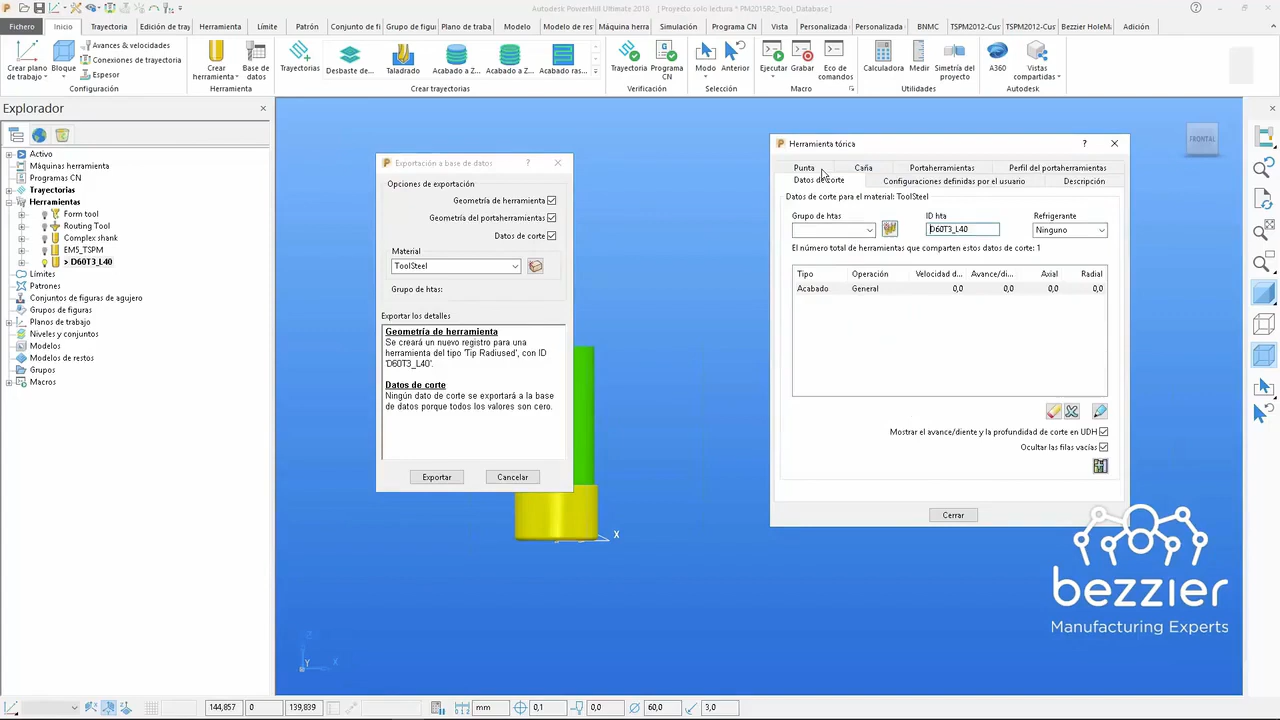 Autodesk PowerMill Ultimate 2018 [ Proyecto solo lectura * PM2015R2_Tool_Database ]
Fichero Inicio Trayectoria Edición de tray Herramienta Límite Patrón Conjunto de fi Grupo de figur Plano de traba Modelo Modelo de res Máquina herra Simulación Programa CN Vista Personalizada Personalizada BNMC TSPM2012-Cus TSPM2012-Cus Bezzier HoleMa Adición
Crear plano de trabajo Bloque Avances & velocidades Conexiones de trayectoria Espesor
Crear herramienta Base de datos
Trayectorias Desbaste de... Taladrado Acabado a Z... Acabado a Z... Acabado ras...
Trayectoria Programa CN Modo Anterior Ejecutar Grabar Eco de comandos Calculadora Medir Simetría del proyecto A360 Vistas compartidas
Configuración Herramienta Crear trayectorias Verificación Selección Macro Utilidades Autodesk
Explorador
Activo
Máquinas herramienta
Programas CN
Trayectorias
Herramientas
Form tool
Routing Tool
Complex shank
EM5_TSPM
> D60T3_L40
Límites
Patrones
Conjuntos de figuras de agujero
Grupos de figuras
Planos de trabajo
Niveles y conjuntos
Modelos
Modelos de restos
Grupos
Macros
Exportación a base de datos
?
Opciones de exportación
Geometría de herramienta
Geometría del portaherramientas
Datos de corte
Material
ToolSteel
Grupo de htas:
Exportar los detalles
Geometría de herramienta
Se creará un nuevo registro para una
herramienta del tipo 'Tip Radiused', con ID
'D60T3_L40'.
Datos de corte
Ningún dato de corte se exportará a la base
de datos porque todos los valores son cero.
Exportar Cancelar
Herramienta tórica
?
Punta Caña Portaherramientas Perfil del portaherramientas
Datos de corte Configuraciones definidas por el usuario Descripción
Datos de corte para el material: ToolSteel
Grupo de htas ID hta Refrigerante
D60T3_L40 Ninguno
El número total de herramientas que comparten estos datos de corte: 1
Tipo Operación Velocidad d... Avance/di... Axial Radial
Acabado General 0,0 0,0 0,0 0,0
Mostrar el avance/diente y la profundidad de corte en UDH
Ocultar las filas vacías
Cerrar
FRONTAL
X
Z
Y X
bezzier
Manufacturing Experts
144,857 0 139,839 mm 0,1 0,0 60,0 3,0